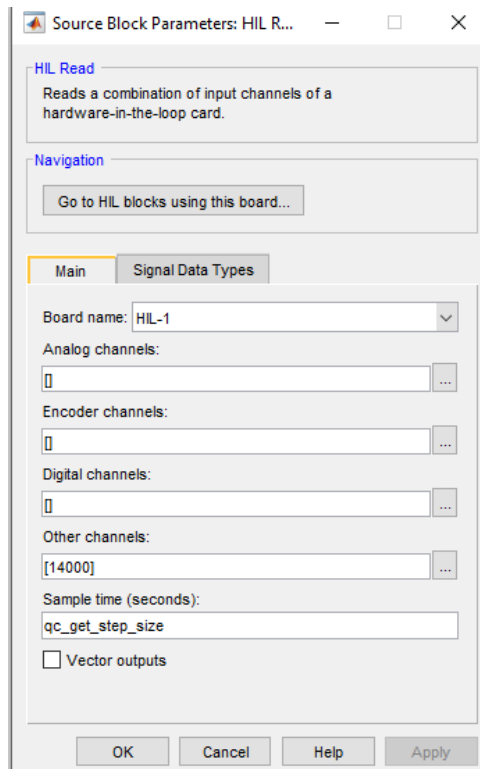 Source Block Parameters: HIL R...
HIL Read
Reads a combination of input channels of a
hardware-in-the-loop card.
Navigation
Go to HIL blocks using this board...
Main
Signal Data Types
Board name: HIL-1
Analog channels:
[]
...
Encoder channels:
[]
...
Digital channels:
[]
...
Other channels:
[14000]
...
Sample time (seconds):
qc_get_step_size
Vector outputs
OK
Cancel
Help
Apply